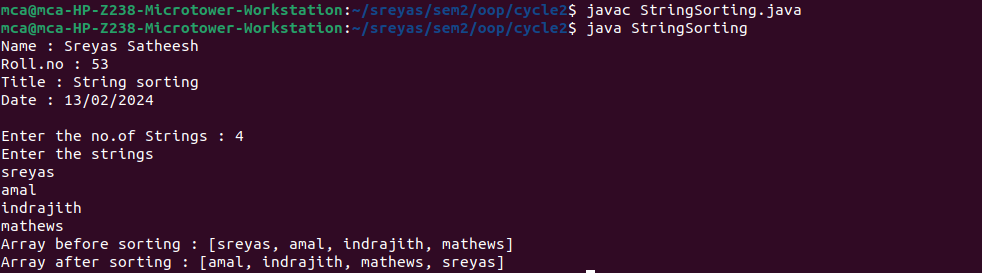 mca@mca-HP-Z238-Microtower-Workstation:~/sreyas/sem2/oop/cycle2$ javac StringSorting.java
mca@mca-HP-Z238-Microtower-Workstation:~/sreyas/sem2/oop/cycle2$ java StringSorting
Name : Sreyas Satheesh
Roll.no : 53
Title : String sorting
Date : 13/02/2024
Enter the no.of Strings : 4
Enter the strings
sreyas
amal
indrajith
mathews
Array before sorting : [sreyas, amal, indrajith, mathews]
Array after sorting : [amal, indrajith, mathews, sreyas]